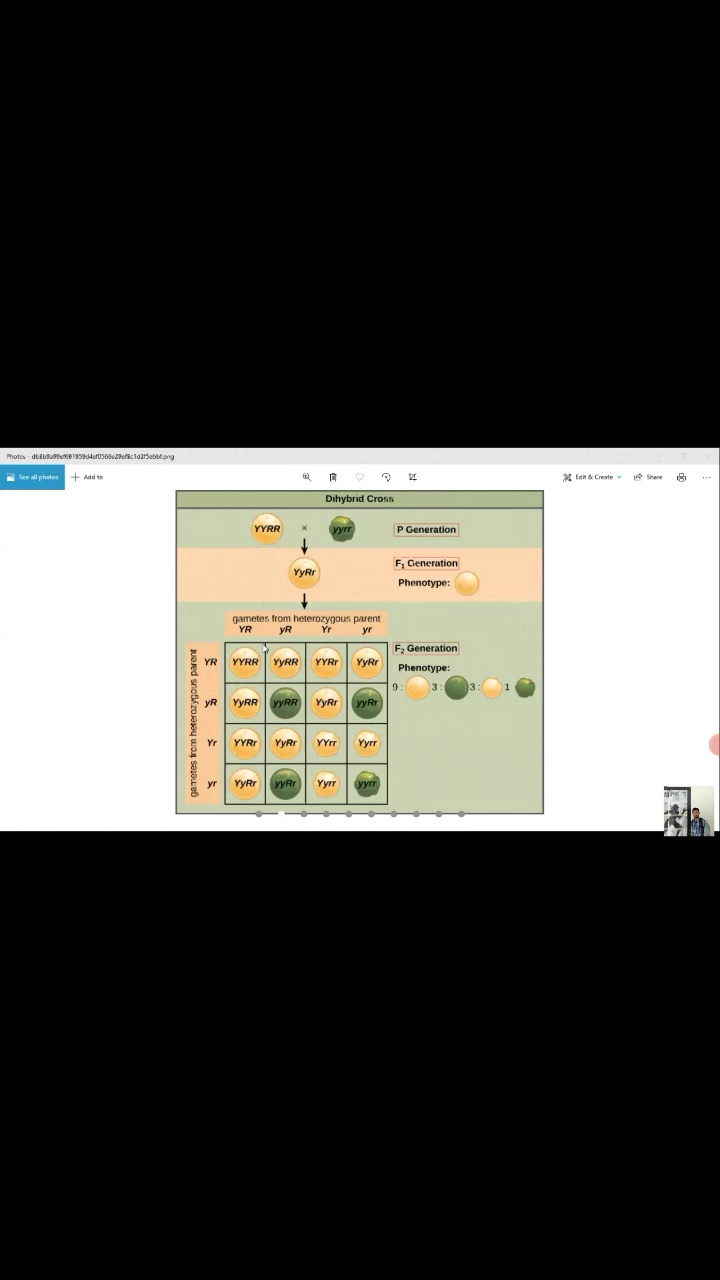 See all photos
Add to
Edit & Create
Share
Dihybrid Cross
YYRR × yyrr
P Generation
YyRr
F₁ Generation
Phenotype:
gametes from heterozygous parent
YR yR Yr yr
gametes from heterozygous parent
YR YYRR YyRR YYRr YyRr
yR YyRR yyRR YyRr yyRr
Yr YYRr YyRr YYrr Yyrr
yr YyRr yyRr Yyrr yyrr
F₂ Generation
Phenotype:
9 : 3 : 3 : 1